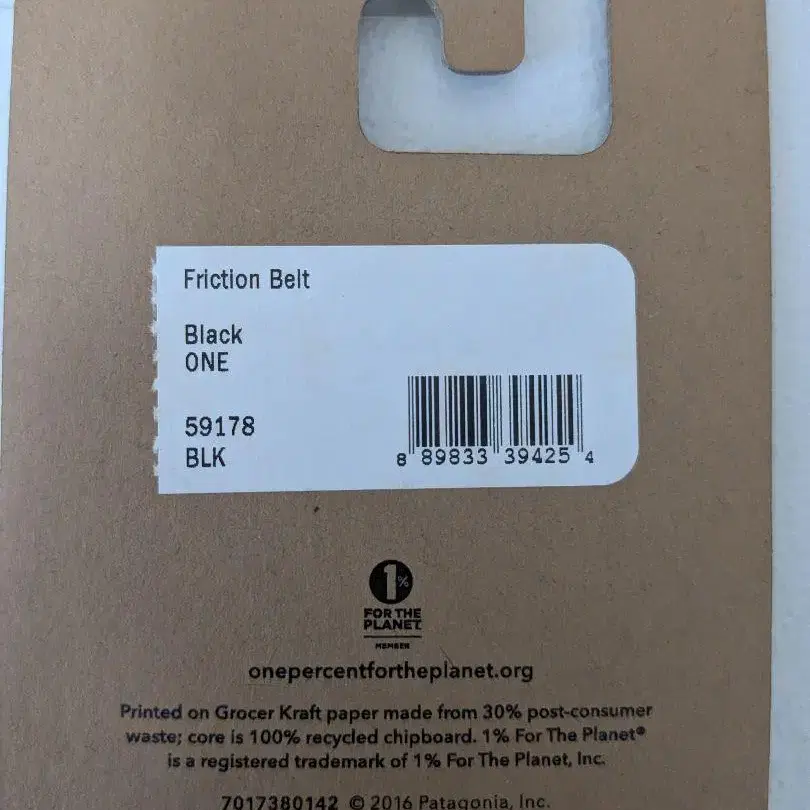 Friction Belt
Black
ONE
59178
BLK
8 89833 39425 4
1%
FOR THE
PLANET
MEMBER
onepercentfortheplanet.org
Printed on Grocer Kraft paper made from 30% post-consumer
waste; core is 100% recycled chipboard. 1% For The Planet®
is a registered trademark of 1% For The Planet, Inc.
7017380142 © 2016 Patagonia, Inc.